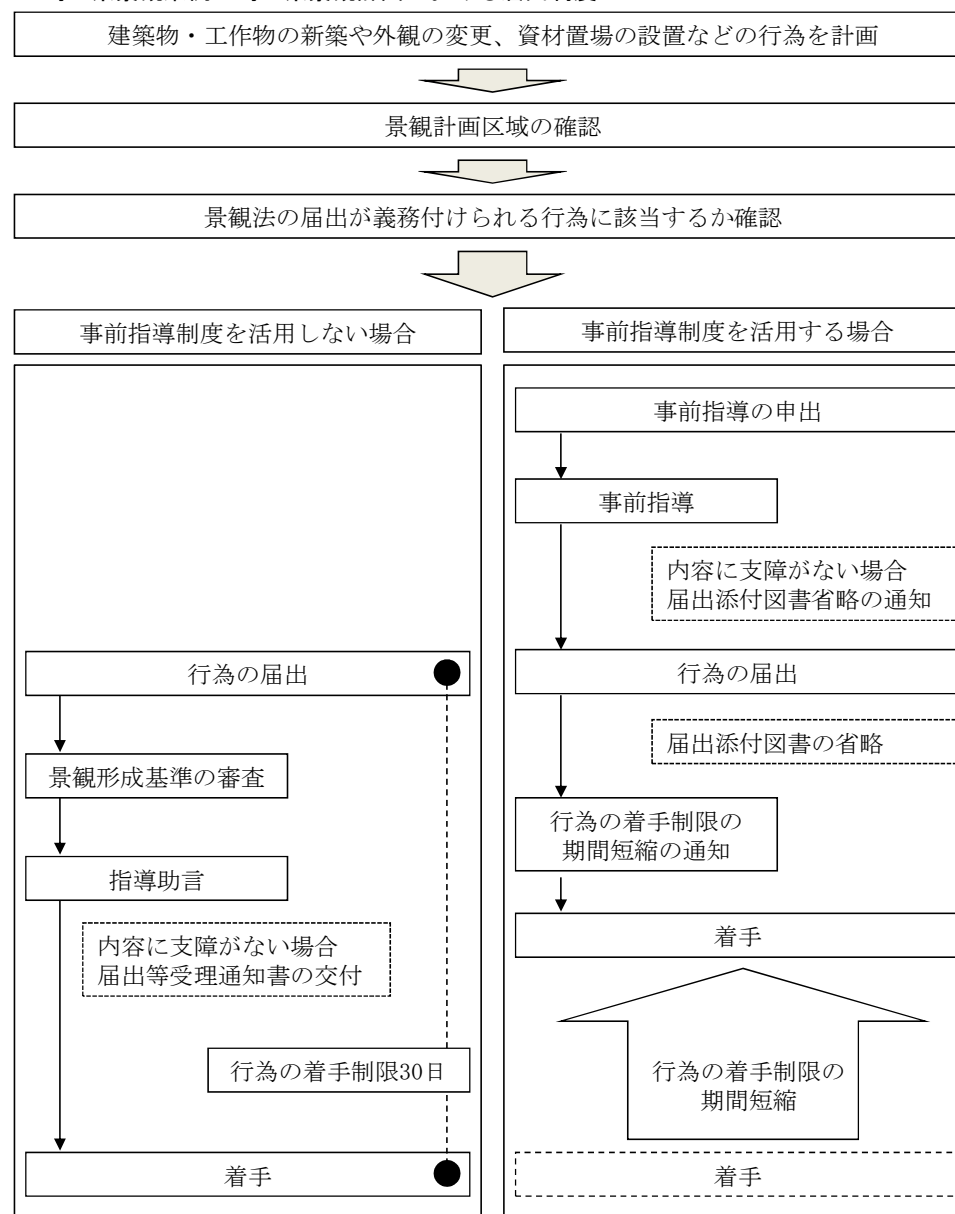 建築物・工作物の新築や外観の変更、資材置場の設置などの行為を計画
景観計画区域の確認
景観法の届出が義務付けられる行為に該当するか確認
事前指導制度を活用しない場合
行為の届出
景観形成基準の審査
指導助言
内容に支障がない場合
届出等受理通知書の交付
行為の着手制限30日
着手
事前指導制度を活用する場合
事前指導の申出
事前指導
内容に支障がない場合
届出添付図書省略の通知
行為の届出
届出添付図書の省略
行為の着手制限の
期間短縮の通知
着手
行為の着手制限の
期間短縮
着手